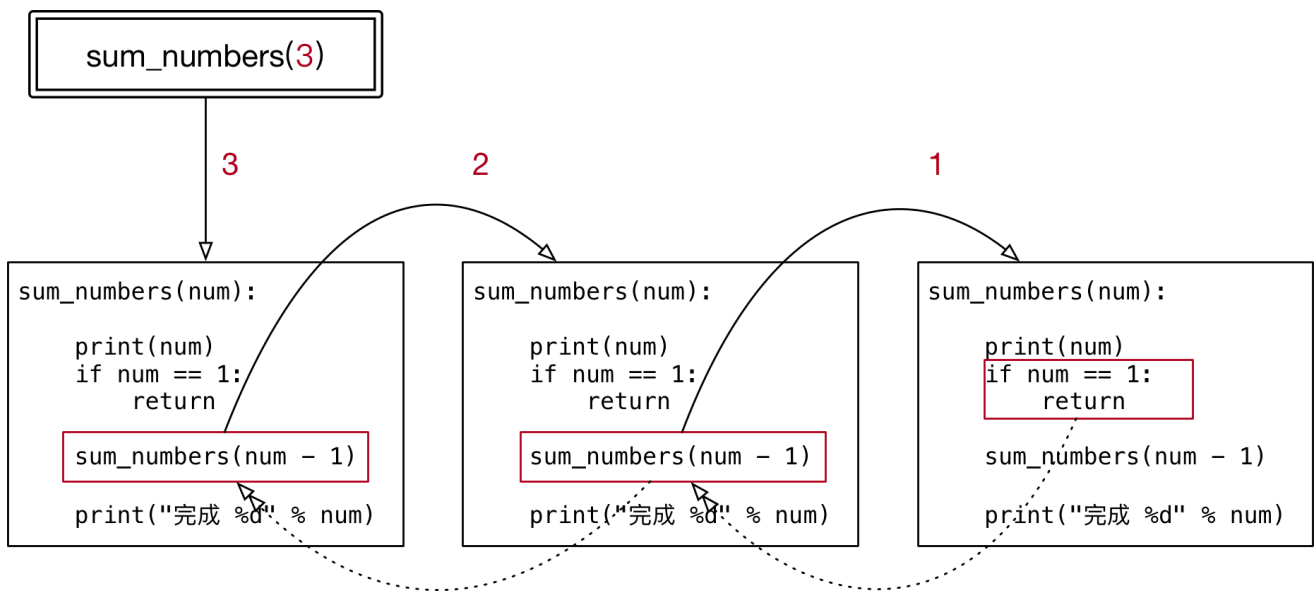 sum_numbers(3)
3
2
1
sum_numbers(num):
print(num)
if num == 1:
return
sum_numbers(num – 1)
print("完成 %d" % num)
sum_numbers(num):
print(num)
if num == 1:
return
sum_numbers(num – 1)
print("完成 %d" % num)
sum_numbers(num):
print(num)
if num == 1:
return
sum_numbers(num – 1)
print("完成 %d" % num)